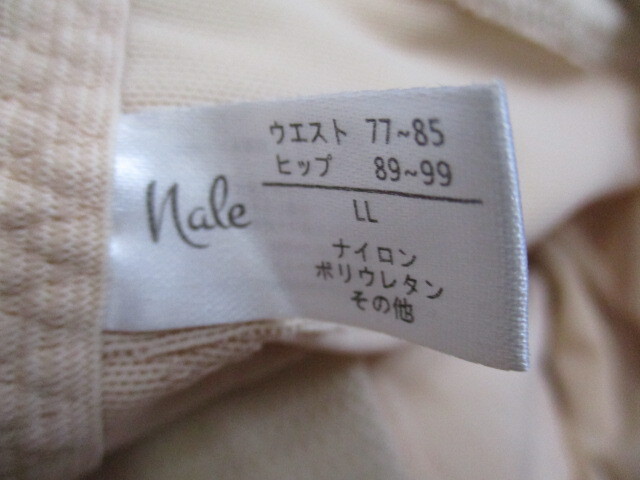 Nale
ウエスト 77~85
ヒップ 89~99
LL
ナイロン
ポリウレタン
その他